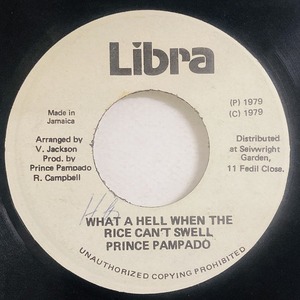 Libra
Made in
Jamaica
(P) 1979
(C) 1979
Arranged by
V. Jackson
Prod. by
Prince Pampado
R. Campbell
Distributed
at Seivwright
Garden,
11 Fedil Close.
WHAT A HELL WHEN THE
RICE CAN'T SWELL
PRINCE PAMPADO
UNAUTHORIZED COPYING PROHIBITED